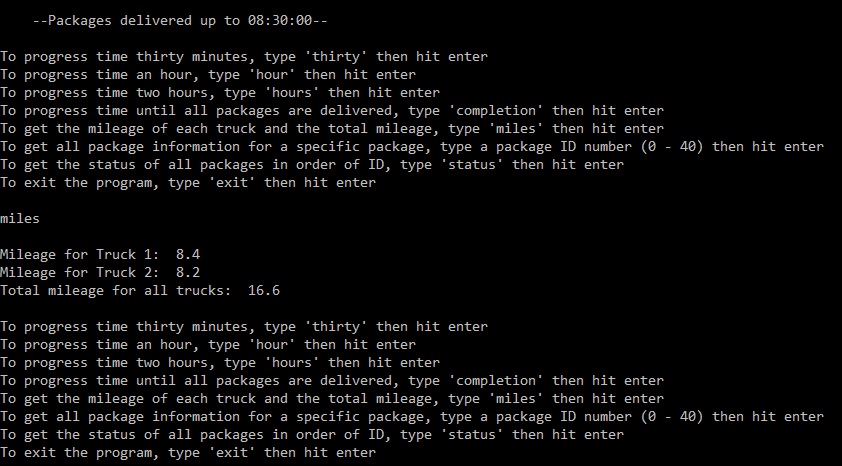 --Packages delivered up to 08:30:00--
To progress time thirty minutes, type 'thirty' then hit enter
To progress time an hour, type 'hour' then hit enter
To progress time two hours, type 'hours' then hit enter
To progress time until all packages are delivered, type 'completion' then hit enter
To get the mileage of each truck and the total mileage, type 'miles' then hit enter
To get all package information for a specific package, type a package ID number (0 - 40) then hit enter
To get the status of all packages in order of ID, type 'status' then hit enter
To exit the program, type 'exit' then hit enter
miles
Mileage for Truck 1:  8.4
Mileage for Truck 2:  8.2
Total mileage for all trucks:  16.6
To progress time thirty minutes, type 'thirty' then hit enter
To progress time an hour, type 'hour' then hit enter
To progress time two hours, type 'hours' then hit enter
To progress time until all packages are delivered, type 'completion' then hit enter
To get the mileage of each truck and the total mileage, type 'miles' then hit enter
To get all package information for a specific package, type a package ID number (0 - 40) then hit enter
To get the status of all packages in order of ID, type 'status' then hit enter
To exit the program, type 'exit' then hit enter